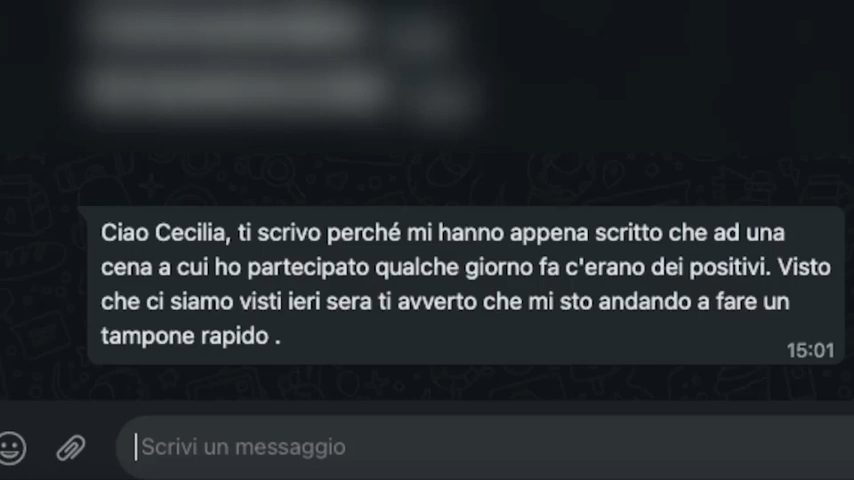 Ciao Cecilia, ti scrivo perché mi hanno appena scritto che ad una
cena a cui ho partecipato qualche giorno fa c'erano dei positivi. Visto
che ci siamo visti ieri sera ti avverto che mi sto andando a fare un
tampone rapido .
15:01
Scrivi un messaggio